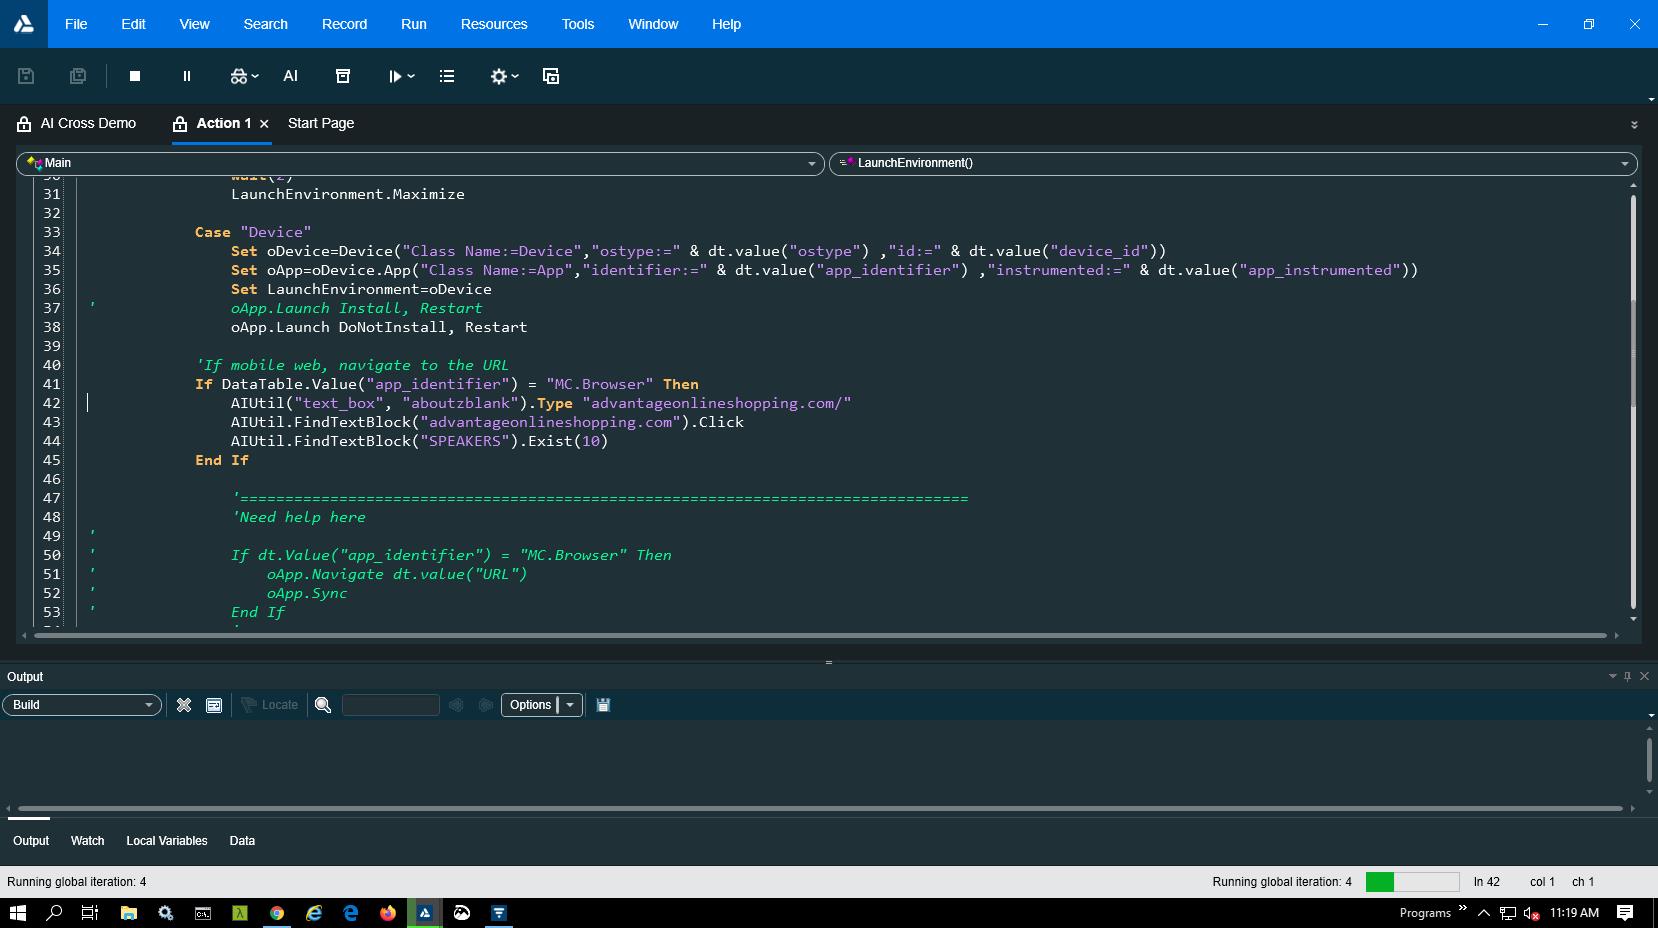 File Edit View Search Record Run Resources Tools Window Help
AI
AI Cross Demo Action 1 × Start Page
Main LaunchEnvironment()
30 Wait(2)
31 LaunchEnvironment.Maximize
32
33 Case "Device"
34 Set oDevice=Device("Class Name:=Device","ostype:=" & dt.value("ostype") ,"id:=" & dt.value("device_id"))
35 Set oApp=oDevice.App("Class Name:=App","identifier:=" & dt.value("app_identifier") ,"instrumented:=" & dt.value("app_instrumented"))
36 Set LaunchEnvironment=oDevice
37 ' oApp.Launch Install, Restart
38 oApp.Launch DoNotInstall, Restart
39
40 'If mobile web, navigate to the URL
41 If DataTable.Value("app_identifier") = "MC.Browser" Then
42 AIUtil("text_box", "aboutzblank").Type "advantageonlineshopping.com/"
43 AIUtil.FindTextBlock("advantageonlineshopping.com").Click
44 AIUtil.FindTextBlock("SPEAKERS").Exist(10)
45 End If
46
47 '=================================================================================
48 'Need help here
49 '
50 ' If dt.Value("app_identifier") = "MC.Browser" Then
51 ' oApp.Navigate dt.value("URL")
52 ' oApp.Sync
53 ' End If
Output
Build Locate Options
Output Watch Local Variables Data
Running global iteration: 4 Running global iteration: 4 ln 42 col 1 ch 1
Programs » 11:19 AM